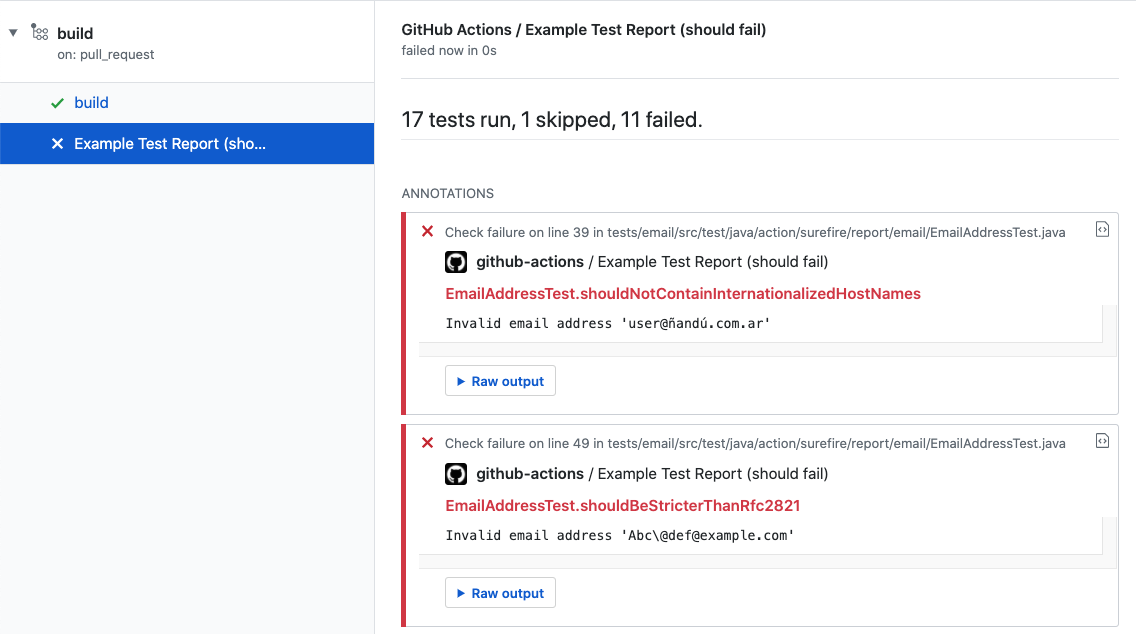 build
on: pull_request
build
Example Test Report (sho...
GitHub Actions / Example Test Report (should fail)
failed now in 0s
17 tests run, 1 skipped, 11 failed.
ANNOTATIONS
Check failure on line 39 in tests/email/src/test/java/action/surefire/report/email/EmailAddressTest.java
github-actions / Example Test Report (should fail)
EmailAddressTest.shouldNotContainInternationalizedHostNames
Invalid email address 'user@ñandú.com.ar'
Raw output
Check failure on line 49 in tests/email/src/test/java/action/surefire/report/email/EmailAddressTest.java
github-actions / Example Test Report (should fail)
EmailAddressTest.shouldBeStricterThanRfc2821
Invalid email address 'Abc\@def@example.com'
Raw output